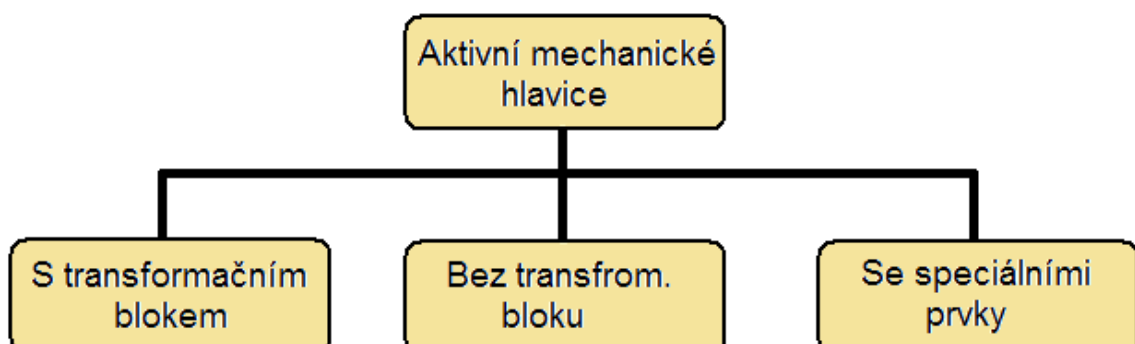 Aktivní mechanické
hlavice
S transformačním
blokem
Bez transfrom.
bloku
Se speciálními
prvky